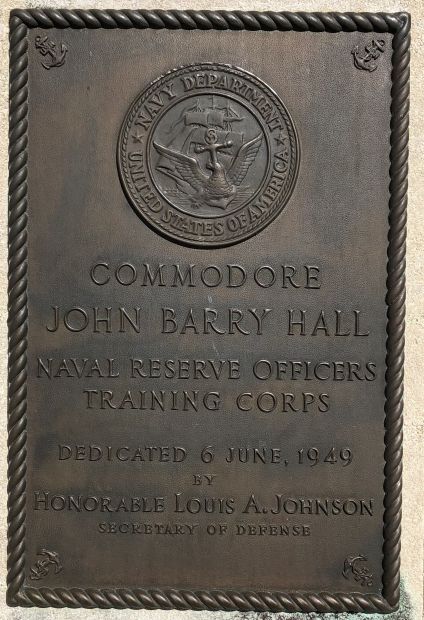 NAVY DEPARTMENT
UNITED STATES OF AMERICA
COMMODORE
JOHN BARRY HALL
NAVAL RESERVE OFFICERS
TRAINING CORPS
DEDICATED 6 JUNE, 1949
BY
HONORABLE LOUIS A. JOHNSON
SECRETARY OF DEFENSE